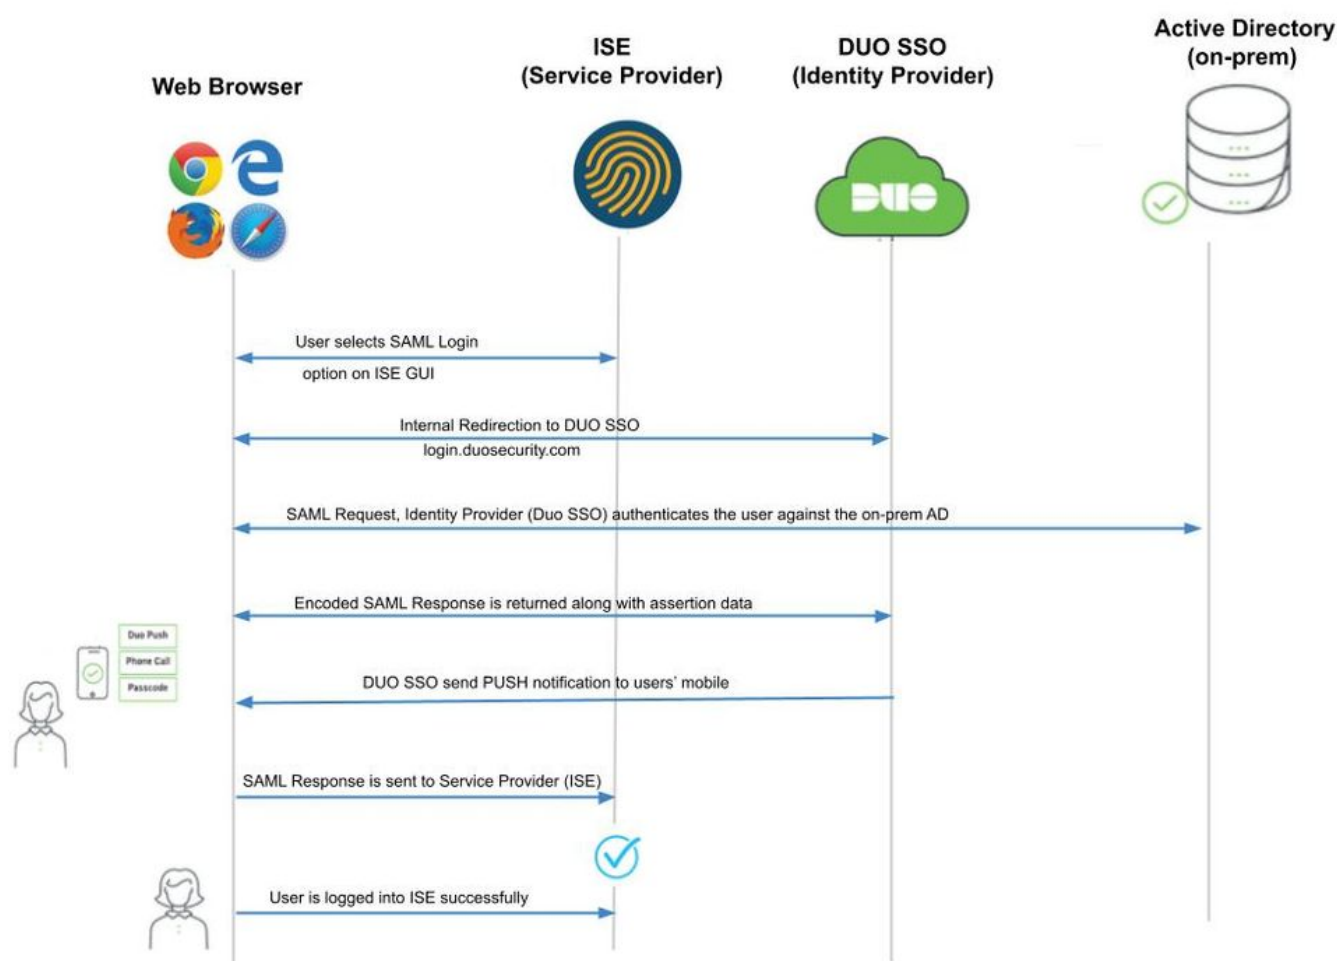 Active Directory
(on-prem)
ISE
(Service Provider)
DUO SSO
(Identity Provider)
Web Browser
DUO
User selects SAML Login
option on ISE GUI
Internal Redirection to DUO SSO
login.duosecurity.com
SAML Request, Identity Provider (Duo SSO) authenticates the user against the on-prem AD
Encoded SAML Response is returned along with assertion data
Duo Push
Phone Call
Passcode
DUO SSO send PUSH notification to users' mobile
SAML Response is sent to Service Provider (ISE)
User is logged into ISE successfully